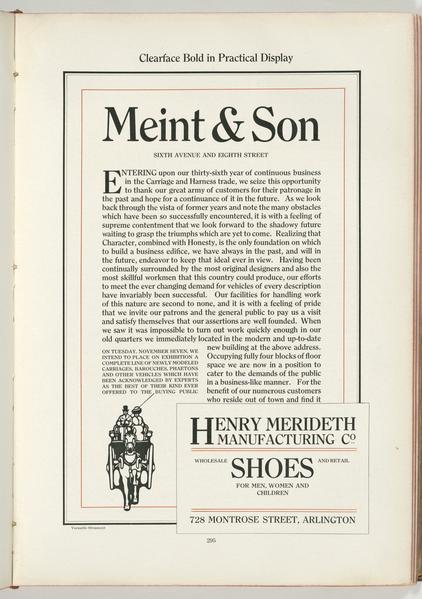 Clearface Bold in Practical Display
Meint & Son
SIXTH AVENUE AND EIGHTH STREET
ENTERING upon our thirty-sixth year of continuous business
in the Carriage and Harness trade, we seize this opportunity
to thank our great army of customers for their patronage in
the past and hope for a continuance of it in the future. As we look
back through the vista of former years and note the many obstacles
which have been so successfully encountered, it is with a feeling of
supreme contentment that we look forward to the shadowy future
waiting to grasp the triumphs which are yet to come. Realizing that
Character, combined with Honesty, is the only foundation on which
to build a business edifice, we have always in the past, and will in
the future, endeavor to keep that ideal ever in view. Having been
continually surrounded by the most original designers and also the
most skillful workmen that this country could produce, our efforts
to meet the ever changing demand for vehicles of every description
have invariably been successful. Our facilities for handling work
of this nature are second to none, and it is with a feeling of pride
that we invite our patrons and the general public to pay us a visit
and satisfy themselves that our assertions are well founded. When
we saw it was impossible to turn out work quickly enough in our
old quarters we immediately located in the modern and up-to-date
new building at the above address.
Occupying fully four blocks of floor
space we are now in a position to
cater to the demands of the public
in a business-like manner. For the
benefit of our numerous customers
who reside out of town and find it
ON TUESDAY, NOVEMBER SEVEN, WE
INTEND TO PLACE ON EXHIBITION A
COMPLETE LINE OF NEWLY MODELED
CARRIAGES, BAROUCHES, PHAETONS
AND OTHER VEHICLES WHICH HAVE
BEEN ACKNOWLEDGED BY EXPERTS
AS THE BEST OF THEIR KIND EVER
OFFERED TO THE BUYING PUBLIC
HENRY MERIDETH
MANUFACTURING CO.
WHOLESALE SHOES AND RETAIL
FOR MEN, WOMEN AND
CHILDREN
728 MONTROSE STREET, ARLINGTON
Versatile Ornament
295